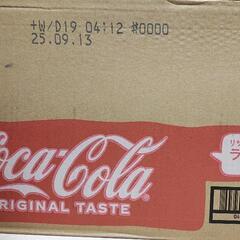 +W/D19 04:12 #0000
25.09.13
Coca-Cola
ORIGINAL TASTE